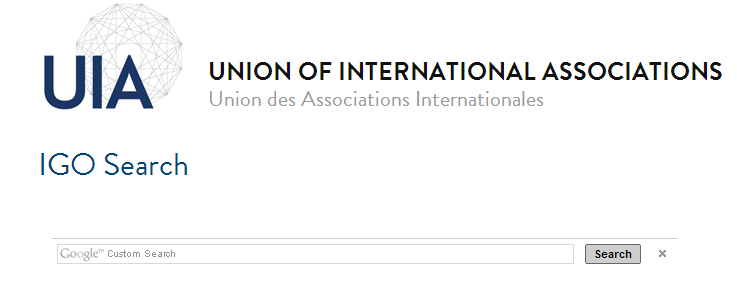 UIA
UNION OF INTERNATIONAL ASSOCIATIONS
Union des Associations Internationales
IGO Search
Google™ Custom Search
Search
×